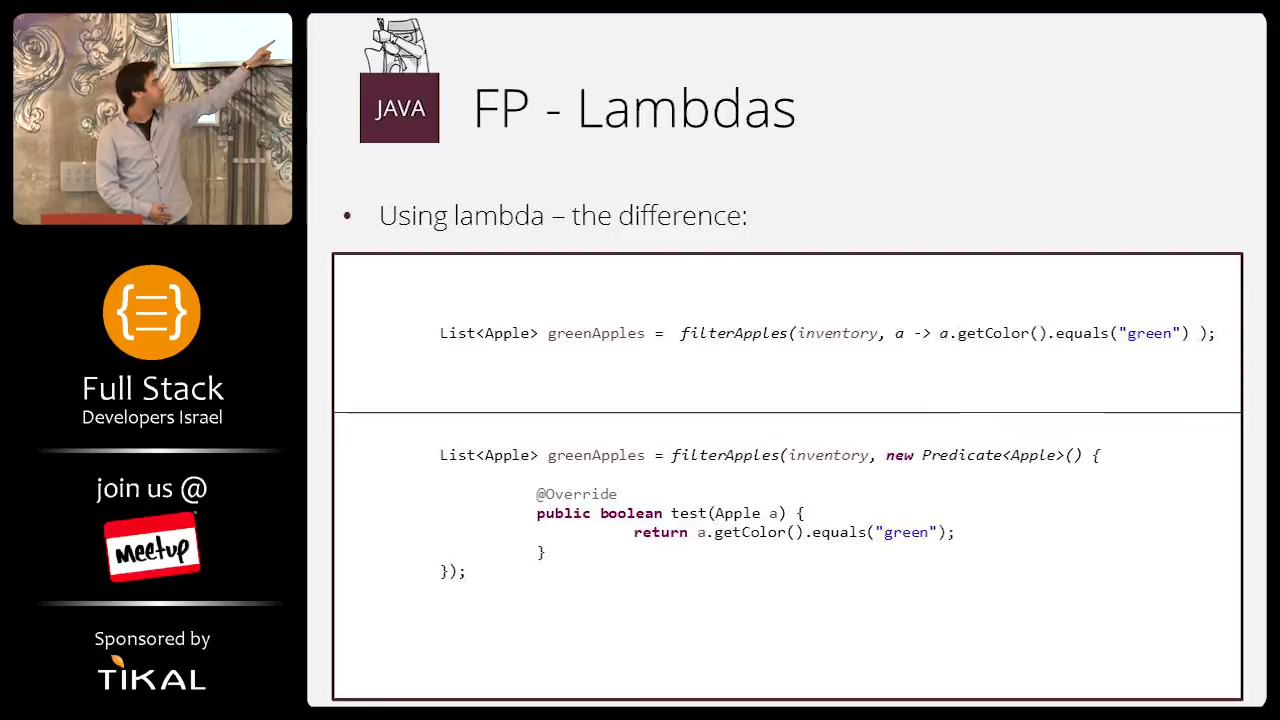 JAVA
FP - Lambdas
• Using lambda – the difference:
List<Apple> greenApples = filterApples(inventory, a -> a.getColor().equals("green") );
List<Apple> greenApples = filterApples(inventory, new Predicate<Apple>() {
@Override
public boolean test(Apple a) {
return a.getColor().equals("green");
}
});
{三}
Full Stack
Developers Israel
join us @
Meetup
Sponsored by
TIKAL